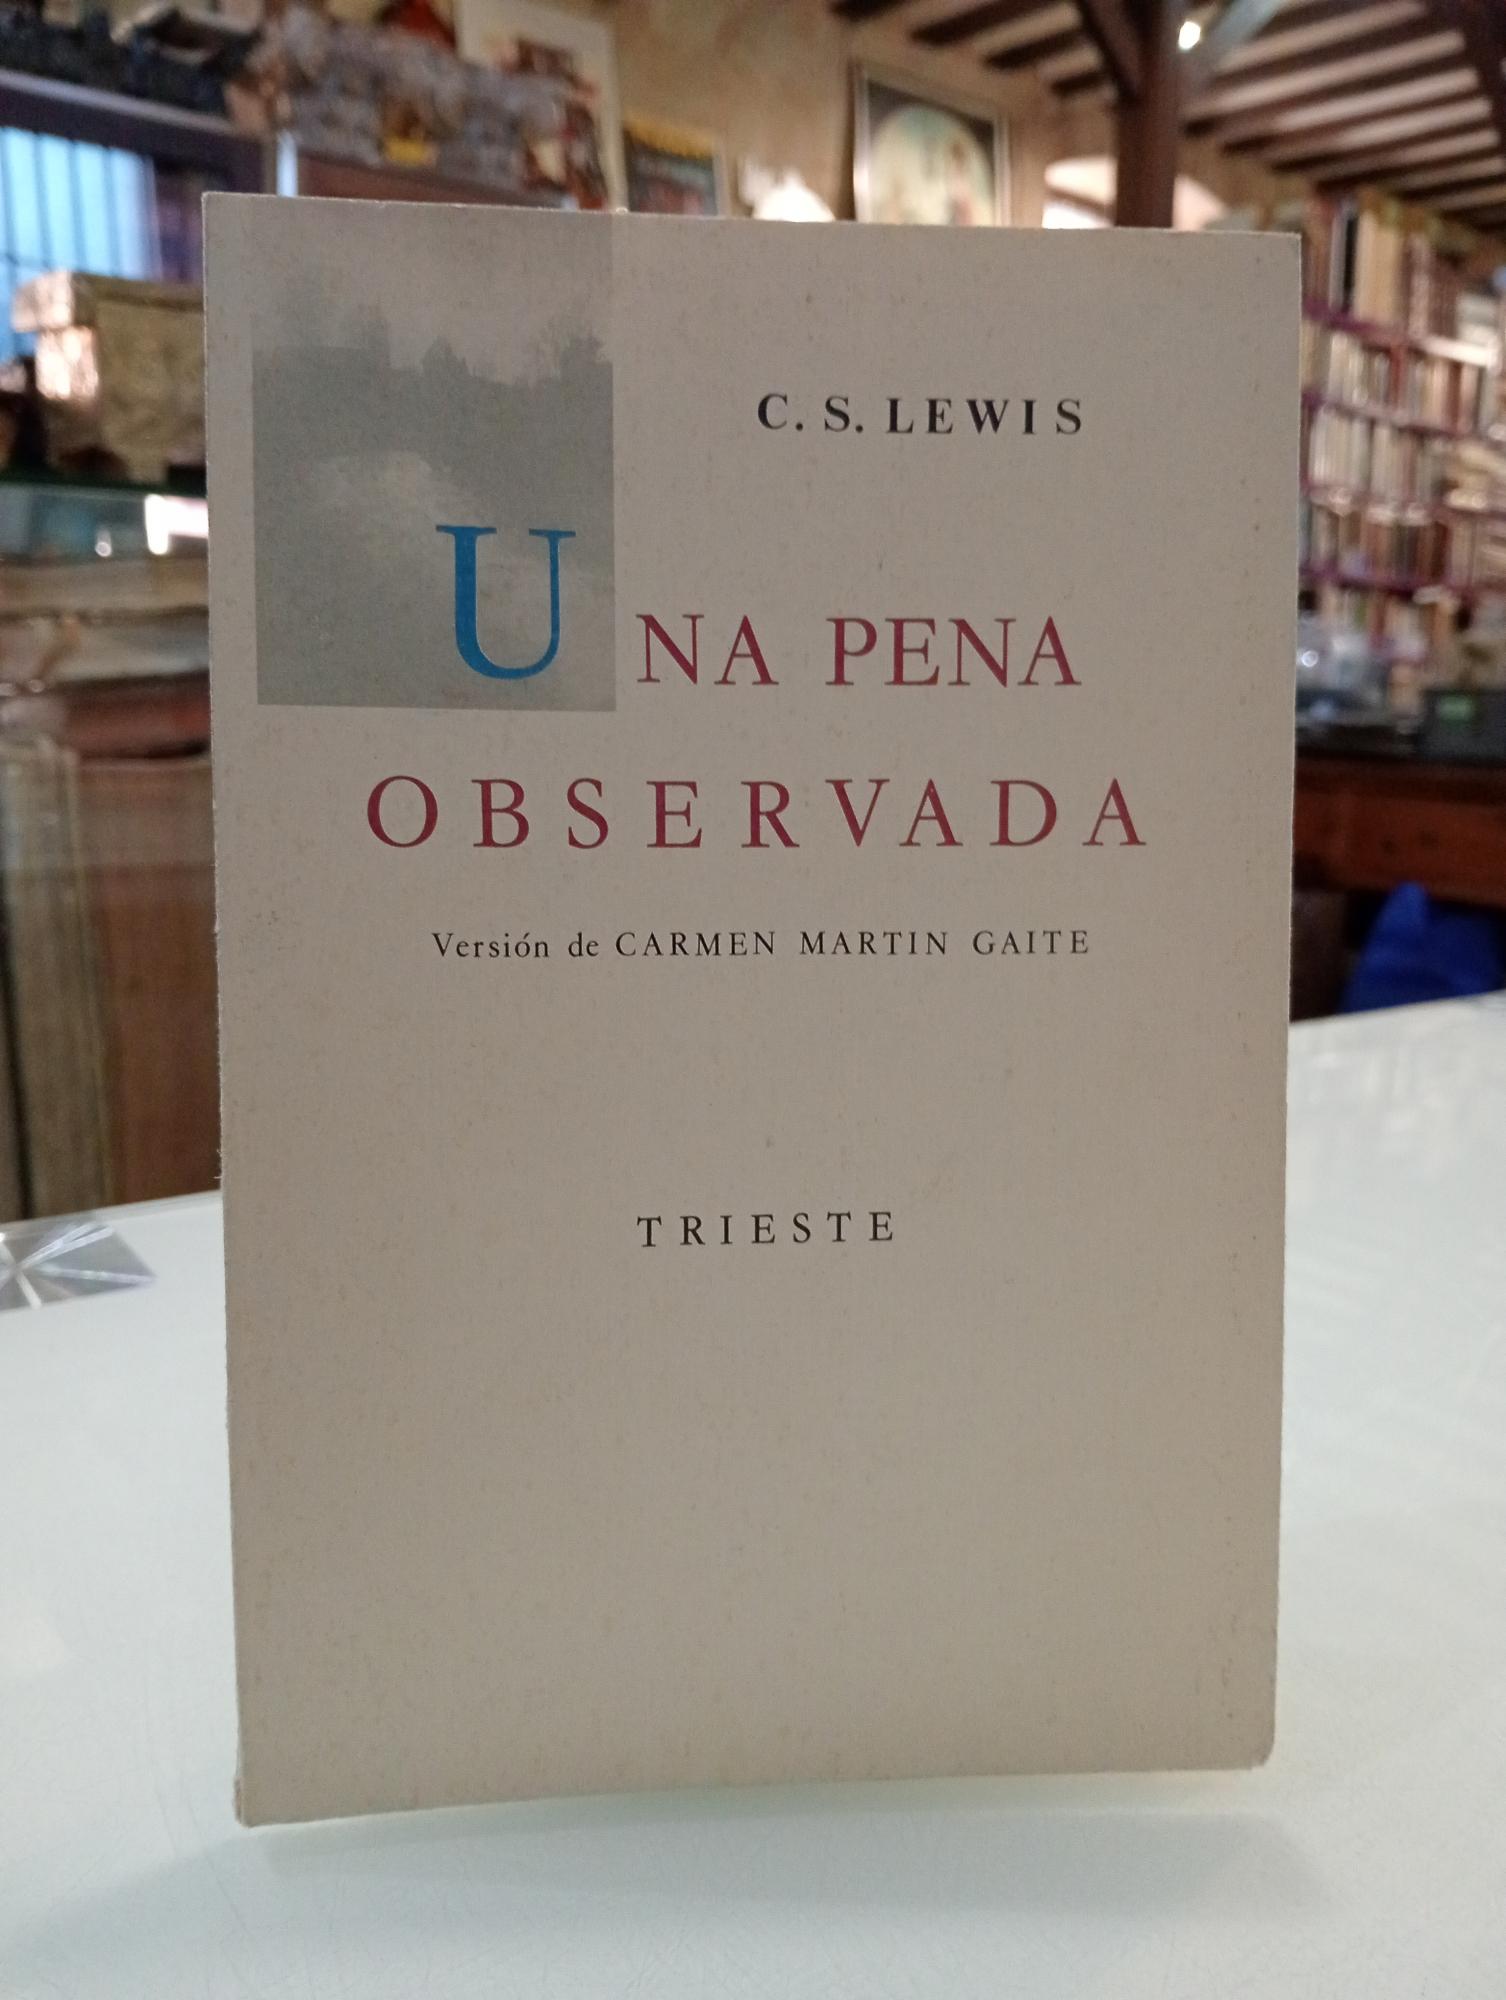 C. S. LEWIS
UNA PENA
OBSERVADA
Versión de CARMEN MARTIN GAITE
TRIESTE